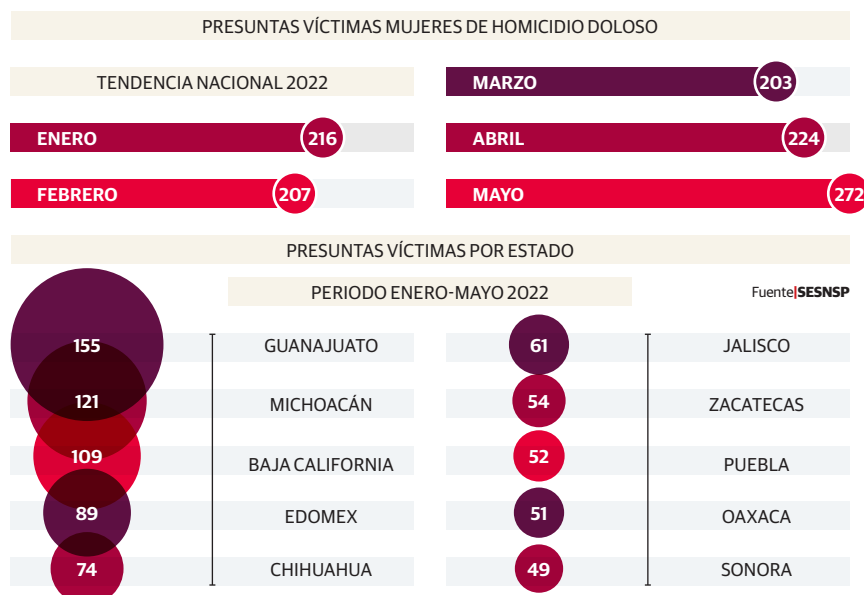 PRESUNTAS VÍCTIMAS MUJERES DE HOMICIDIO DOLOSO
TENDENCIA NACIONAL 2022
ENERO 216
FEBRERO 207
MARZO 203
ABRIL 224
MAYO 272
PRESUNTAS VÍCTIMAS POR ESTADO
PERIODO ENERO-MAYO 2022
Fuente|SESNSP
155 GUANAJUATO
121 MICHOACÁN
109 BAJA CALIFORNIA
89 EDOMEX
74 CHIHUAHUA
61 JALISCO
54 ZACATECAS
52 PUEBLA
51 OAXACA
49 SONORA